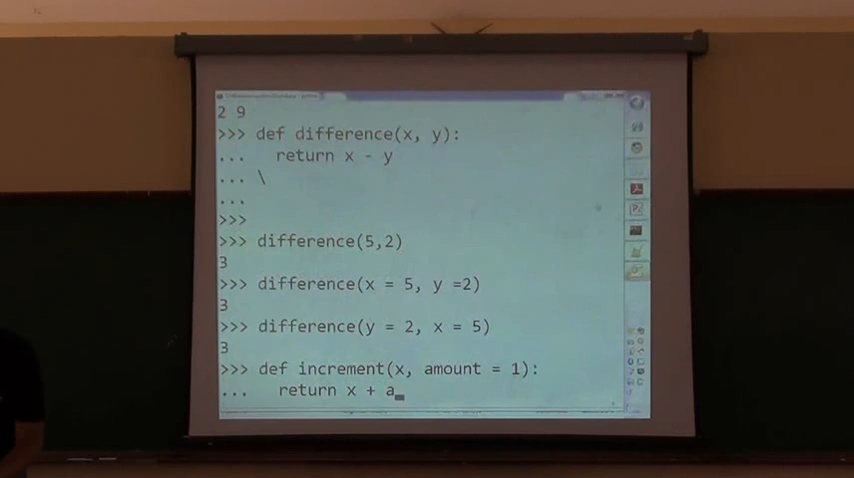 2 9
>>> def difference(x, y):
...   return x - y
... \
...
>>>
>>> difference(5,2)
3
>>> difference(x = 5, y =2)
3
>>> difference(y = 2, x = 5)
3
>>> def increment(x, amount = 1):
...   return x + a